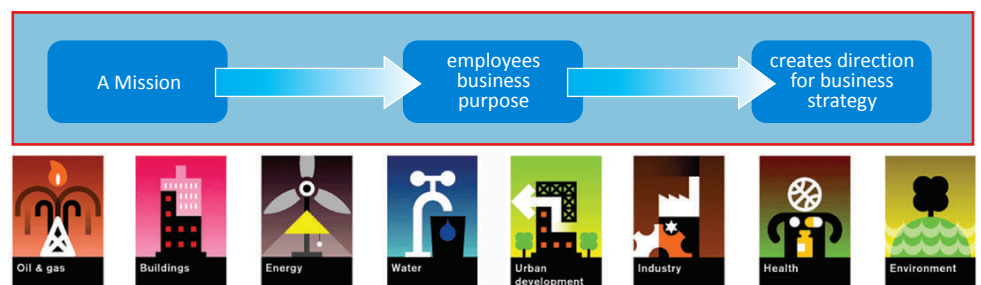 A Mission
employees
business
purpose
creates direction
for business
strategy
Oil & gas
Buildings
Energy
Water
Urban
development
Industry
Health
Environment